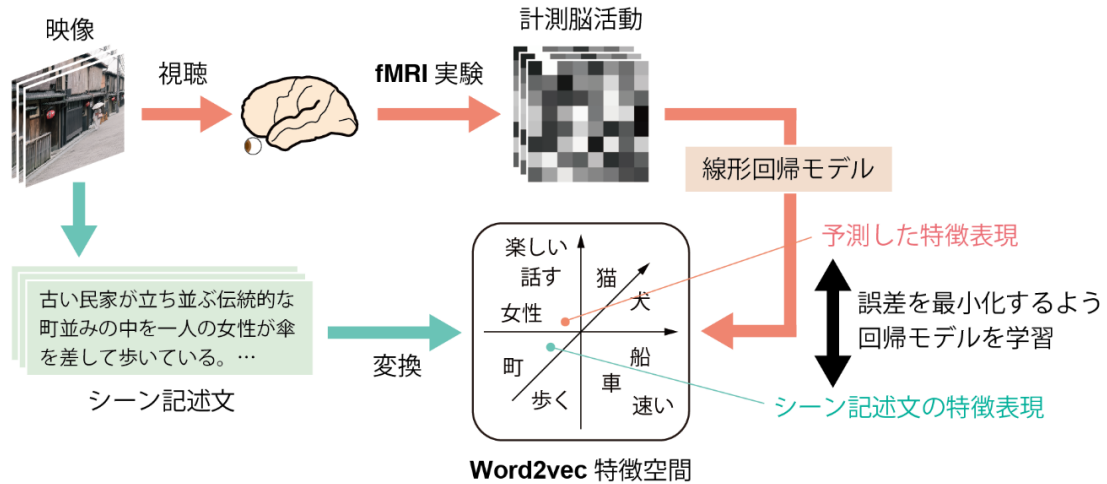 映像
視聴
fMRI 実験
計測脳活動
線形回帰モデル
古い民家が立ち並ぶ伝統的な
町並みの中を一人の女性が傘
を差して歩いている。…
シーン記述文
変換
楽しい
話す
猫
犬
女性
町
歩く
船
車
速い
Word2vec 特徴空間
予測した特徴表現
誤差を最小化するよう
回帰モデルを学習
シーン記述文の特徴表現